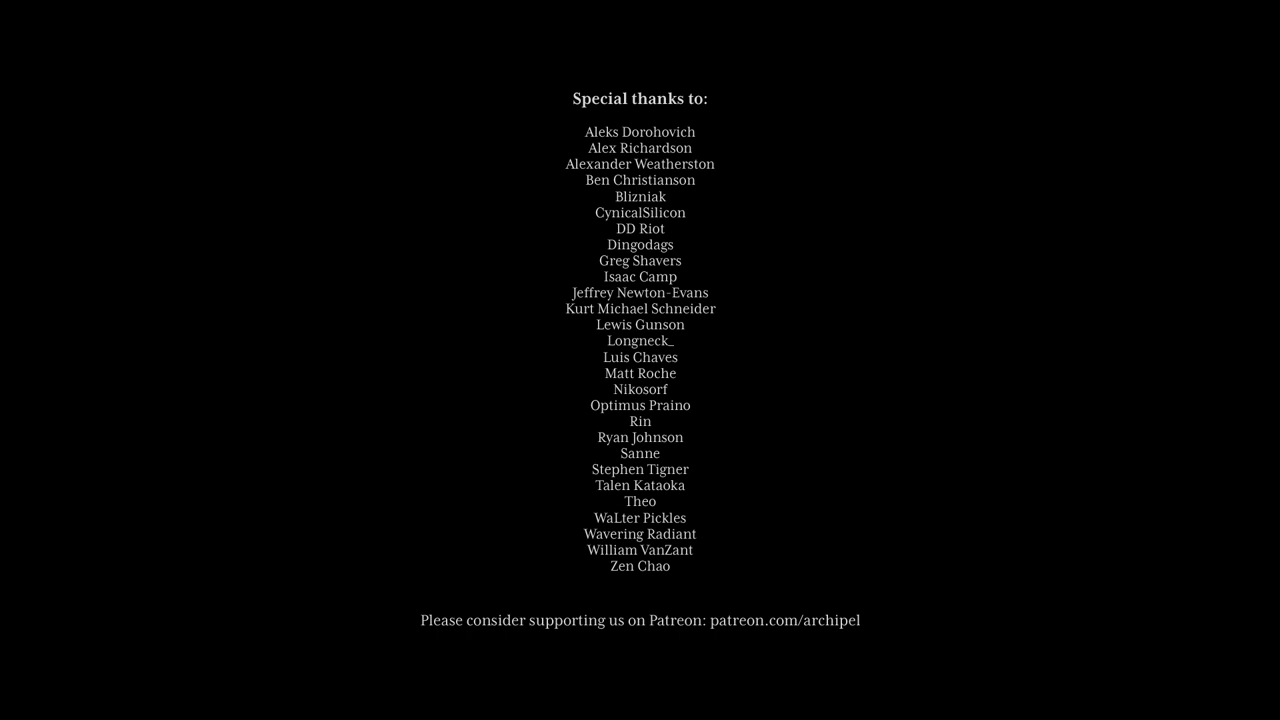 Special thanks to:
Aleks Dorohovich
Alex Richardson
Alexander Weatherston
Ben Christianson
Blizniak
CynicalSilicon
DD Riot
Dingodags
Greg Shavers
Isaac Camp
Jeffrey Newton-Evans
Kurt Michael Schneider
Lewis Gunson
Longneck_
Luis Chaves
Matt Roche
Nikosorf
Optimus Praino
Rin
Ryan Johnson
Sanne
Stephen Tigner
Talen Kataoka
Theo
WaLter Pickles
Wavering Radiant
William VanZant
Zen Chao
Please consider supporting us on Patreon: patreon.com/archipel